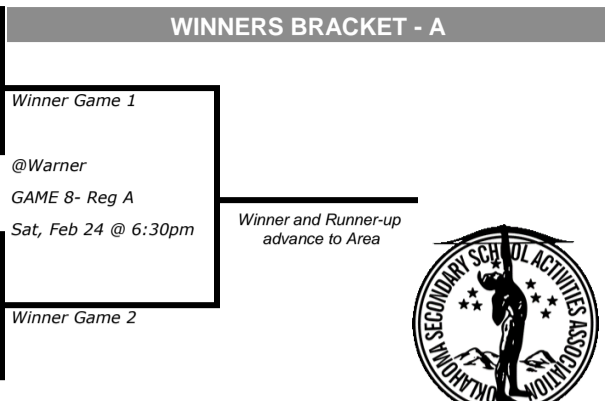 WINNERS BRACKET - A
Winner Game 1
@Warner
GAME 8- Reg A
Sat, Feb 24 @ 6:30pm
Winner and Runner-up
advance to Area
Winner Game 2
OKLAHOMA SECONDARY SCHOOL ACTIVITIES ASSOCIATION